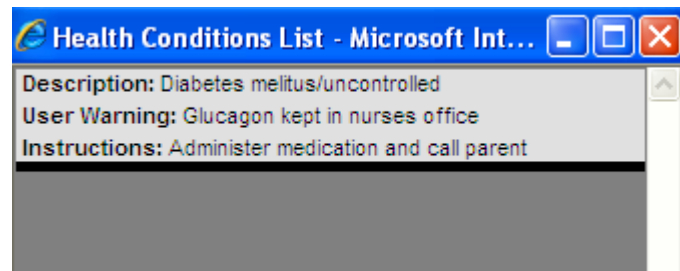 Health Conditions List - Microsoft Int...
Description: Diabetes melitus/uncontrolled
User Warning: Glucagon kept in nurses office
Instructions: Administer medication and call parent